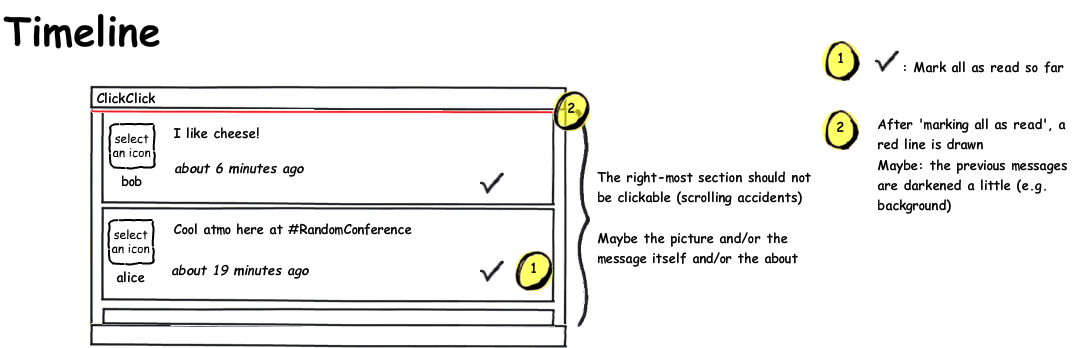 Timeline
ClickClick
2
select
an icon
bob
I like cheese!
about 6 minutes ago
select
an icon
alice
Cool atmo here at #RandomConference
about 19 minutes ago
1
The right-most section should not
be clickable (scrolling accidents)
Maybe the picture and/or the
message itself and/or the about
1
: Mark all as read so far
2
After 'marking all as read', a
red line is drawn
Maybe: the previous messages
are darkened a little (e.g.
background)